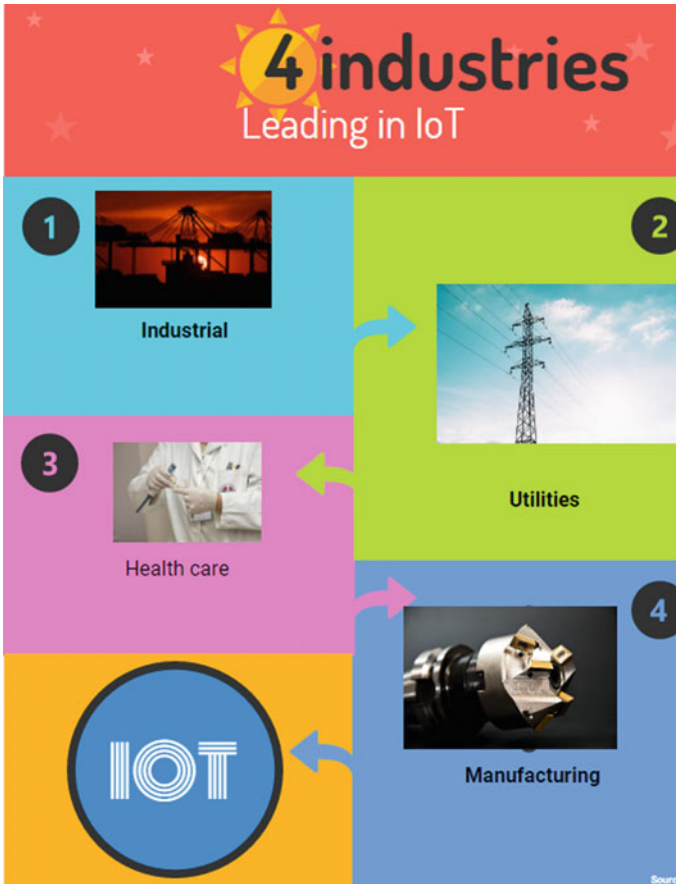 4 industries
Leading in IoT
1
Industrial
2
Utilities
3
Health care
4
Manufacturing
IOT